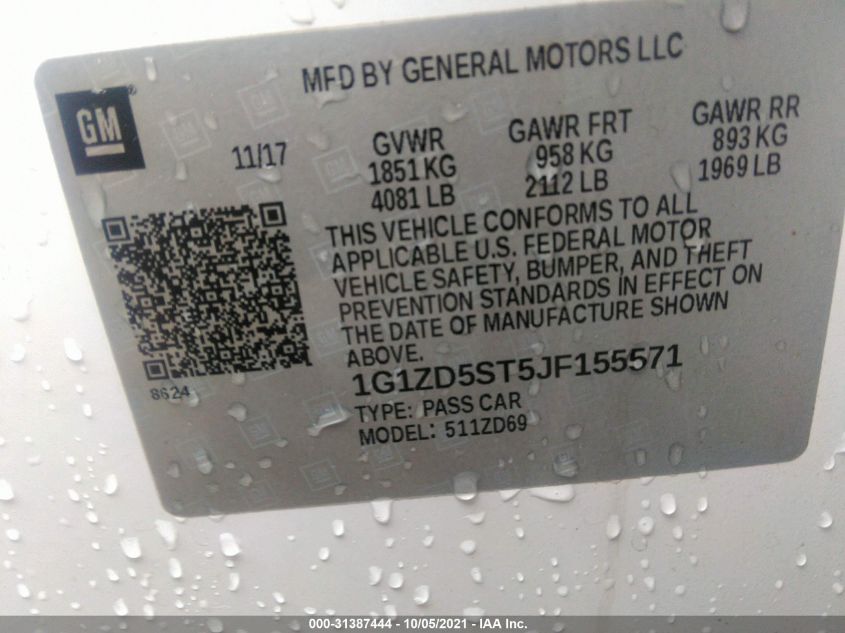 MFD BY GENERAL MOTORS LLC
GM ®
11/17
GVWR
1851 KG
4081 LB
GAWR FRT
958 KG
2112 LB
GAWR RR
893 KG
1969 LB
THIS VEHICLE CONFORMS TO ALL
APPLICABLE U.S. FEDERAL MOTOR
VEHICLE SAFETY, BUMPER, AND THEFT
PREVENTION STANDARDS IN EFFECT ON
THE DATE OF MANUFACTURE SHOWN
ABOVE.
8624
1G1ZD5ST5JF155571
TYPE: PASS CAR
MODEL: 511ZD69
000-31387444 - 10/05/2021 - IAA Inc.